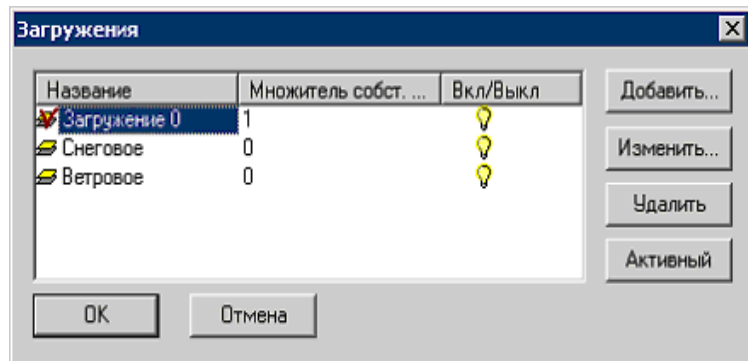 Загружения
Название Множитель собст. ... Вкл/Выкл
Загружение 0 1
Снеговое 0
Ветровое 0
Добавить...
Изменить...
Удалить
Активный
OK Отмена